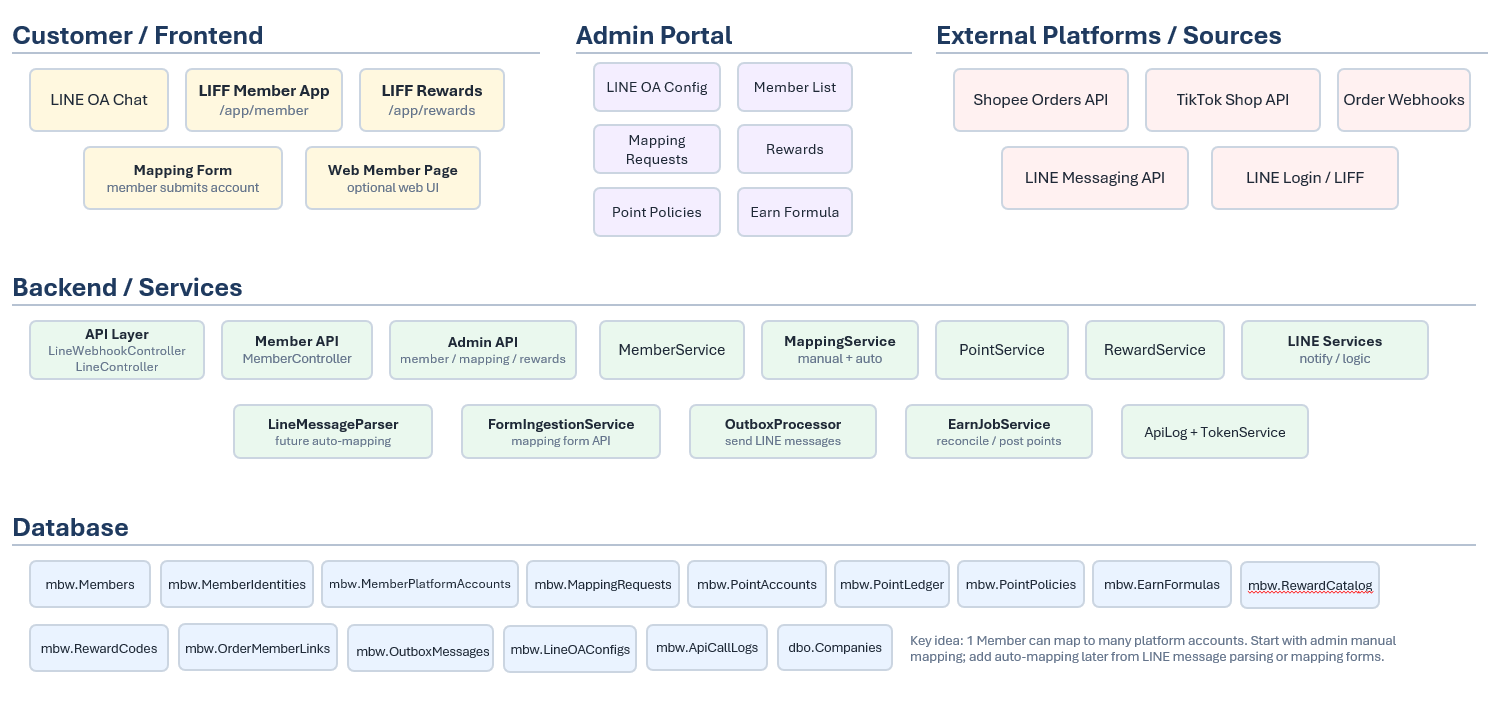 Customer / Frontend
Admin Portal
External Platforms / Sources
LINE OA Chat
LIFF Member App
/app/member
LIFF Rewards
/app/rewards
Mapping Form
member submits account
Web Member Page
optional web UI
LINE OA Config
Member List
Mapping
Requests
Rewards
Point Policies
Earn Formula
Shopee Orders API
TikTok Shop API
Order Webhooks
LINE Messaging API
LINE Login / LIFF
Backend / Services
API Layer
LineWebhookController
LineController
Member API
MemberController
Admin API
member / mapping / rewards
MemberService
MappingService
manual + auto
PointService
RewardService
LINE Services
notify / logic
LineMessageParser
future auto-mapping
FormIngestionService
mapping form API
OutboxProcessor
send LINE messages
EarnJobService
reconcile / post points
ApiLog + TokenService
Database
mbw.Members
mbw.MemberIdentities
mbw.MemberPlatformAccounts
mbw.MappingRequests
mbw.PointAccounts
mbw.PointLedger
mbw.PointPolicies
mbw.EarnFormulas
mbw.RewardCatalog
mbw.RewardCodes
mbw.OrderMemberLinks
mbw.OutboxMessages
mbw.LineOAConfigs
mbw.ApiCallLogs
dbo.Companies
Key idea: 1 Member can map to many platform accounts. Start with admin manual
mapping; add auto-mapping later from LINE message parsing or mapping forms.